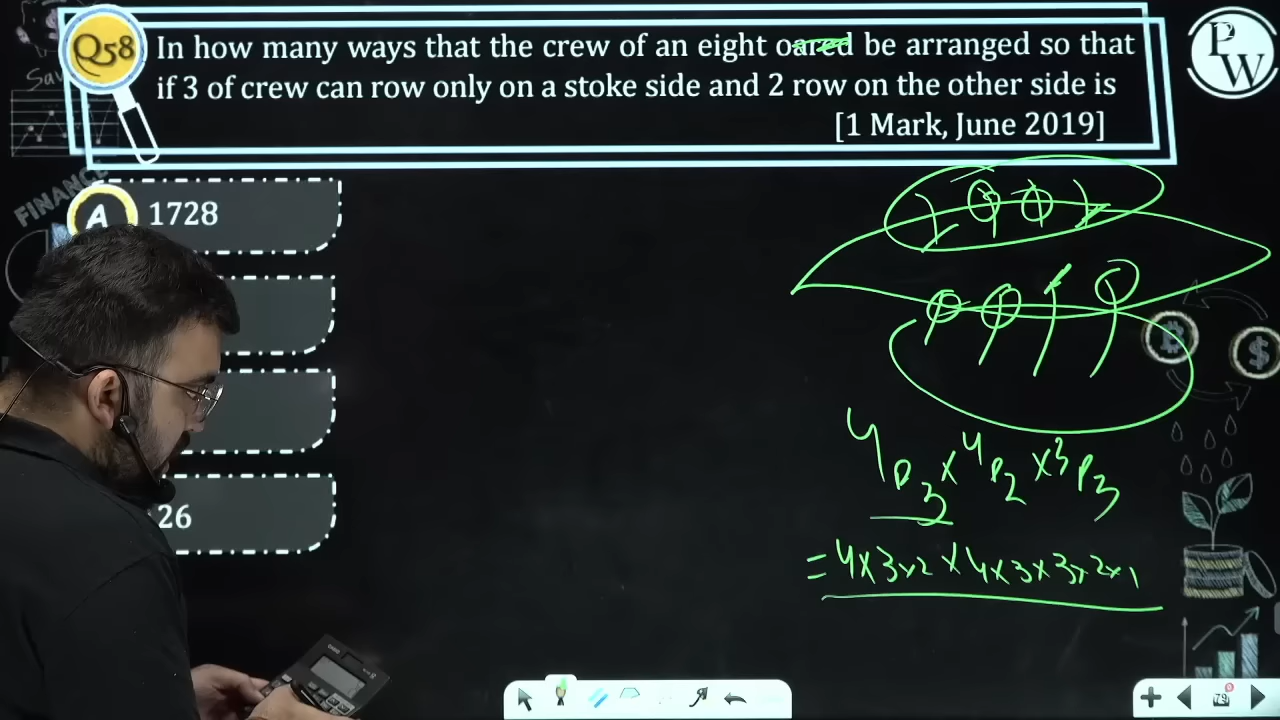 Q58
In how many ways that the crew of an eight oared be arranged so that
if 3 of crew can row only on a stoke side and 2 row on the other side is
[1 Mark, June 2019]
PW
FINANCE
A 1728
26
4P3 × 4P2 × 3P3
= 4×3×2 × 4×3×3×2×1